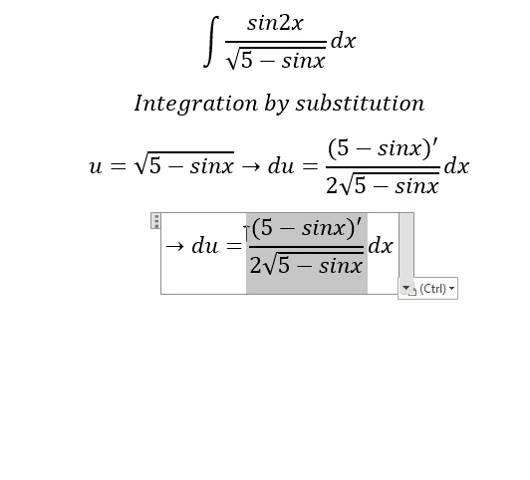 ∫ sin2x / √(5 − sinx) dx
Integration by substitution
u = √(5 − sinx) → du = (5 − sinx)′ / 2√(5 − sinx) dx
→ du = (5 − sinx)′ / 2√(5 − sinx) dx
(Ctrl)